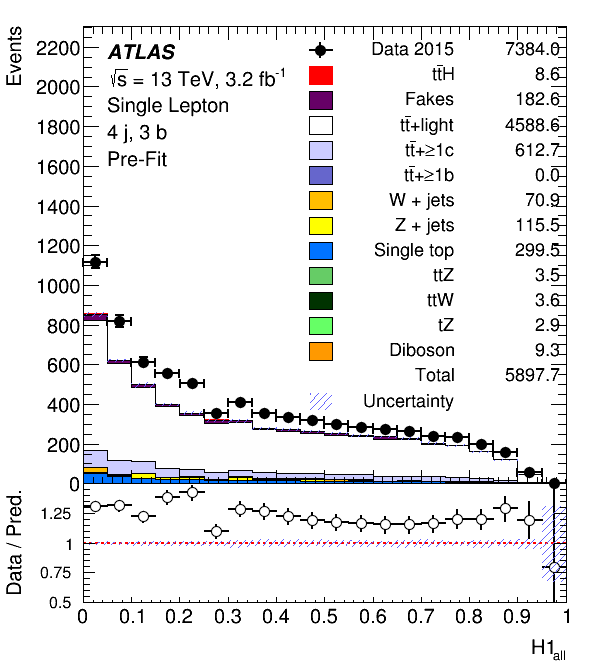 Events
2200
2000
1800
1600
1400
1200
1000
800
600
400
200
0
ATLAS
√s = 13 TeV, 3.2 fb⁻¹
Single Lepton
4 j, 3 b
Pre-Fit
Data 2015 7384.0
tt̄H 8.6
Fakes 182.6
tt̄+light 4588.6
tt̄+≥1c 612.7
tt̄+≥1b 0.0
W + jets 70.9
Z + jets 115.5
Single top 299.5
ttZ 3.5
ttW 3.6
tZ 2.9
Diboson 9.3
Total 5897.7
Uncertainty
Data / Pred.
1.25
1
0.75
0.5
0 0.1 0.2 0.3 0.4 0.5 0.6 0.7 0.8 0.9 1
H1all